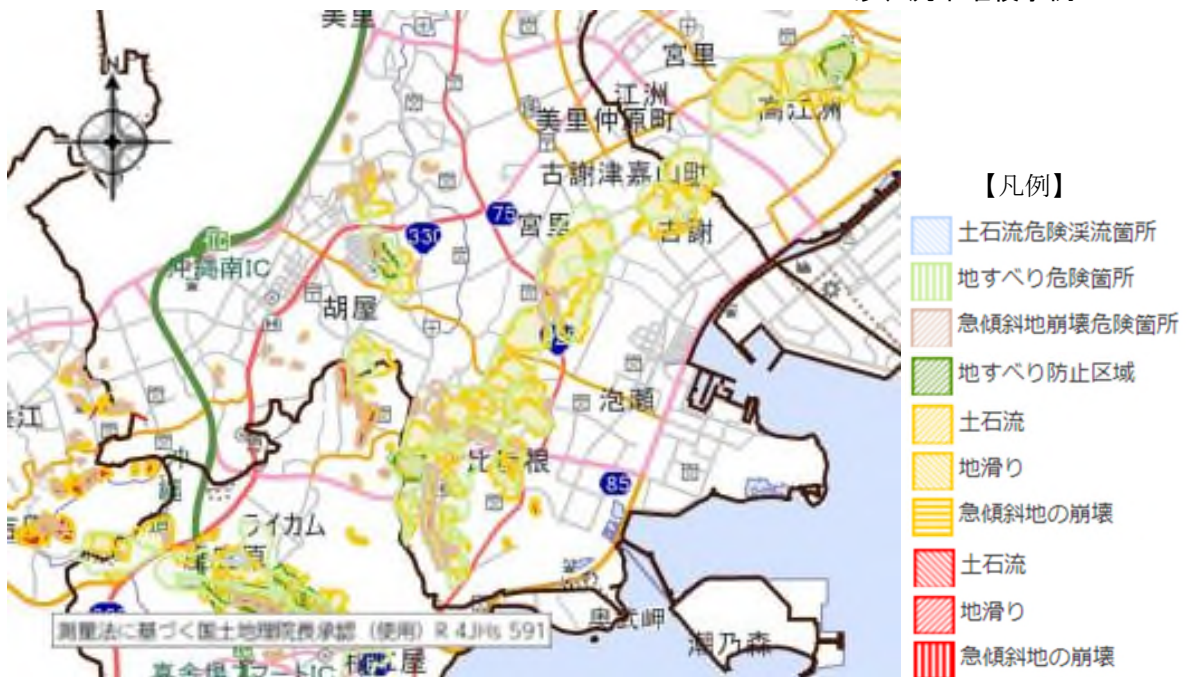 美里
宮里
江洲
美里仲原町
高江洲
古謝津嘉山町
75
宮里
古謝
330
IC
沖縄南IC
胡屋
泡瀬
比屋根
85
ライカム
測量法に基づく国土地理院長承認（使用）R 4JHs 591
奥武岬
潮乃森
【凡例】
土石流危険渓流箇所
地すべり危険箇所
急傾斜地崩壊危険箇所
地すべり防止区域
土石流
地滑り
急傾斜地の崩壊
土石流
地滑り
急傾斜地の崩壊